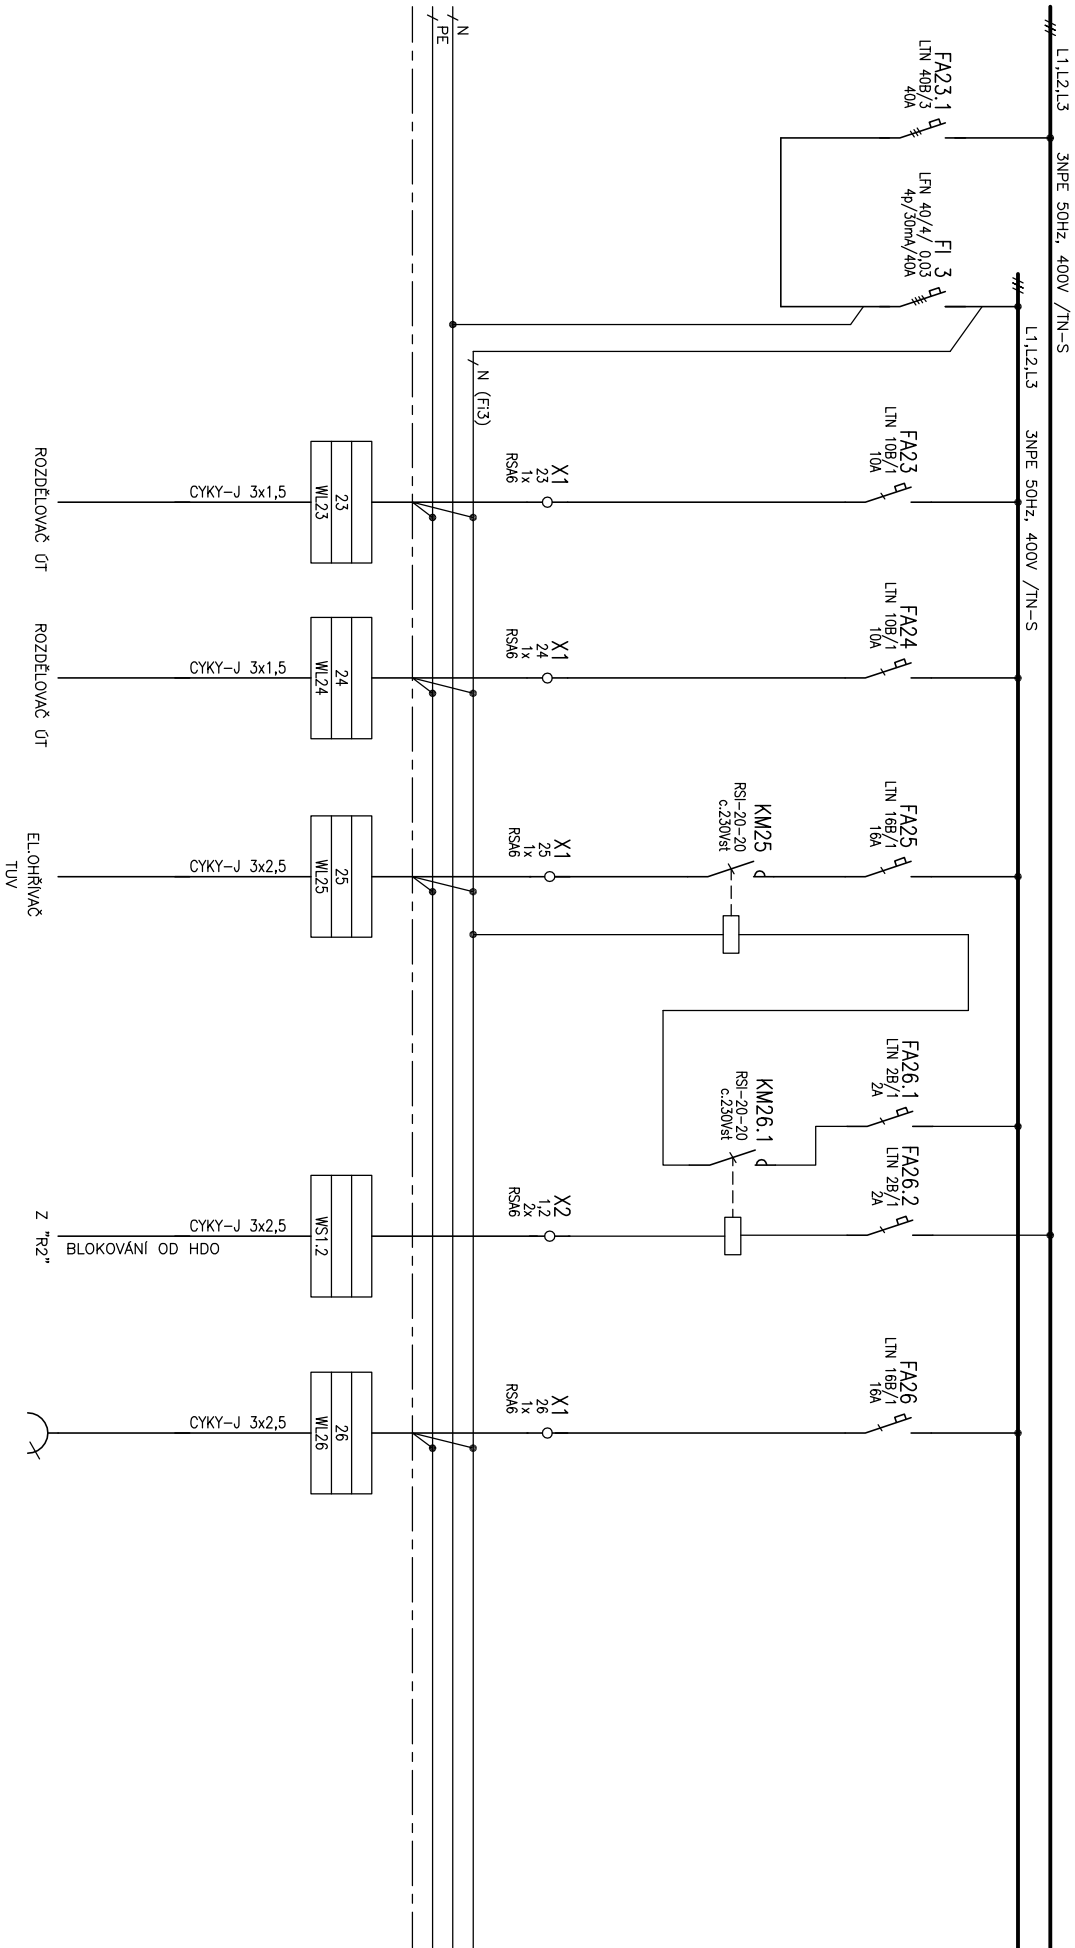 L1,L2,L3   3NPE 50Hz, 400V /TN-S
L1,L2,L3   3NPE 50Hz, 400V /TN-S
FA23.1
LTN 40B/3
40A
FI 3
LFN 40/4/ 0,03
4p/30mA/40A
FA23
LTN 10B/1
10A
FA24
LTN 10B/1
10A
FA25
LTN 16B/1
16A
FA26.1
LTN 2B/1
2A
FA26.2
LTN 2B/1
2A
FA26
LTN 16B/1
16A
KM25
RSI-20-20
c.230Vst
KM26.1
RSI-20-20
c.230Vst
X1
23
1x
RSA6
X1
24
1x
RSA6
X1
25
1x
RSA6
X2
1,2
2x
RSA6
X1
26
1x
RSA6
N (Fi3)
N
PE
23
WL23
24
WL24
25
WL25
WS1.2
26
WL26
CYKY-J 3x1,5
CYKY-J 3x1,5
CYKY-J 3x2,5
CYKY-J 3x2,5
BLOKOVÁNÍ OD HDO
CYKY-J 3x2,5
ROZDĚLOVAČ ÚT
ROZDĚLOVAČ ÚT
EL.OHŘÍVAČ
TUV
Z "R2"